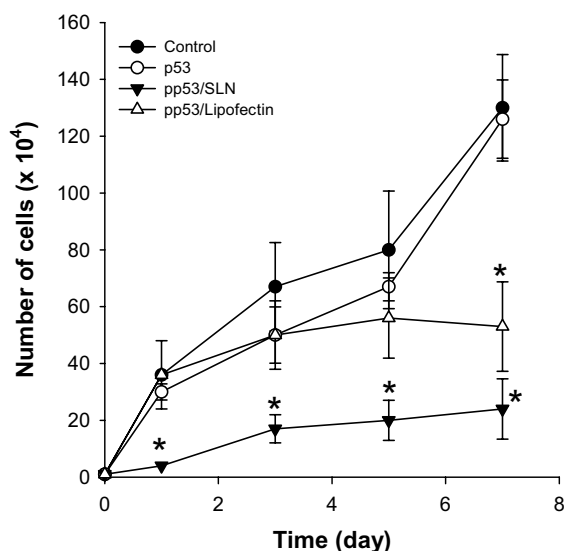 160
140
120
100
80
60
40
20
0
Number of cells (x 10⁴)
Control
p53
pp53/SLN
pp53/Lipofectin
*
*
*
*
*
0 2 4 6 8
Time (day)